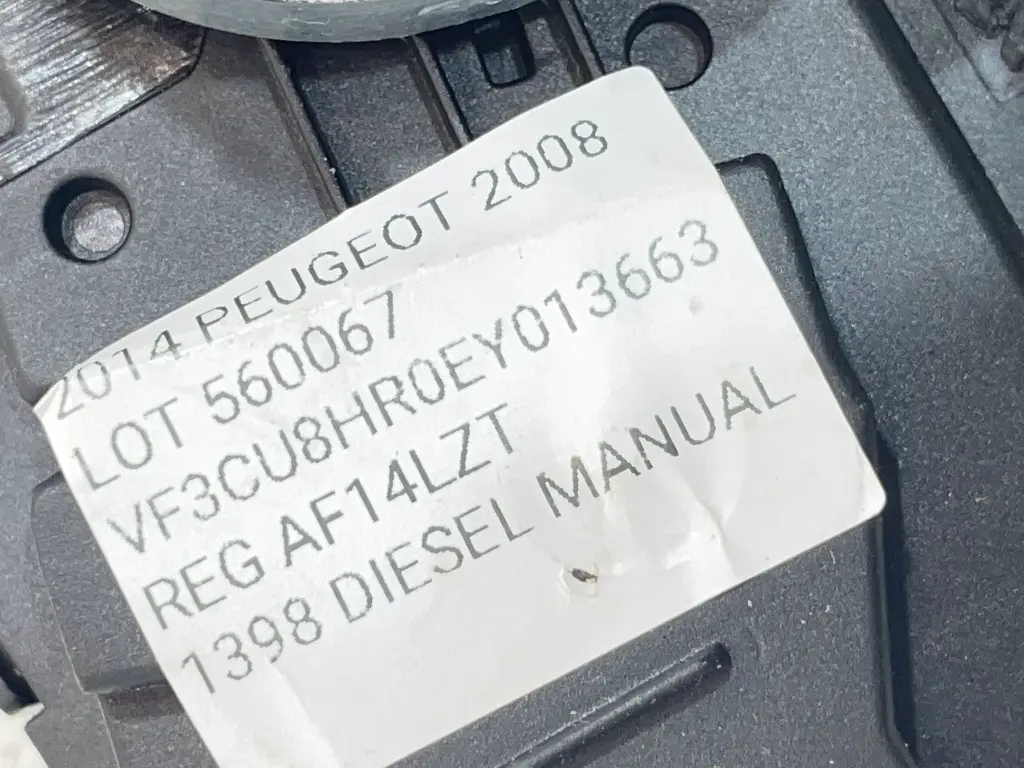 2014 PEUGEOT 2008
LOT 560067
VF3CU8HR0EY013663
REG AF14LZT
1398 DIESEL MANUAL